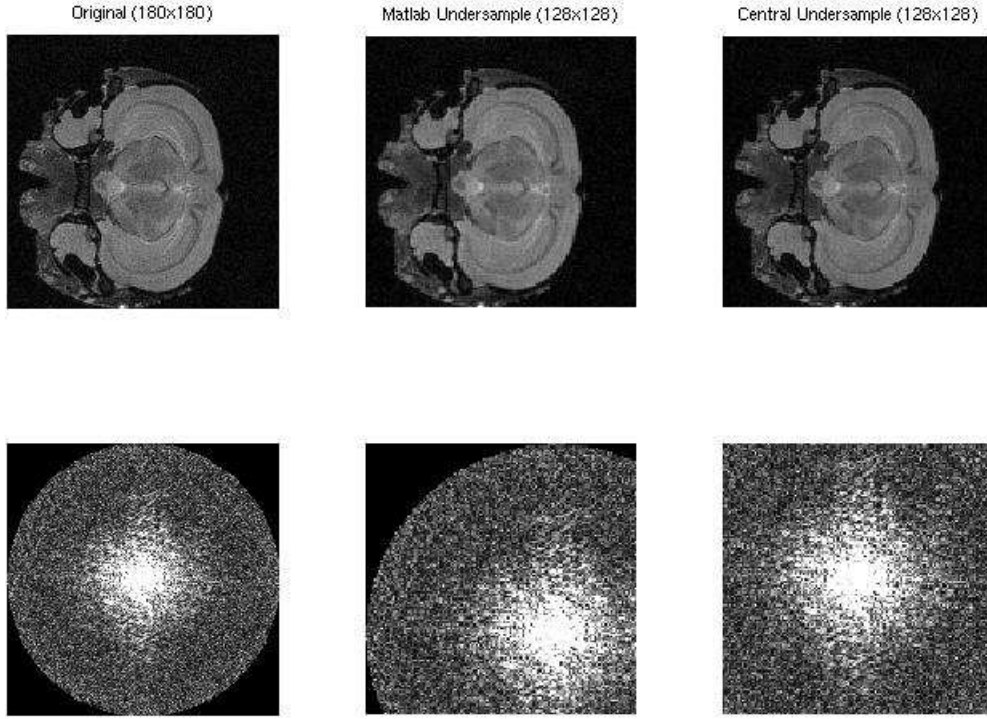 Original (180x180)
Matlab Undersample (128x128)
Central Undersample (128x128)